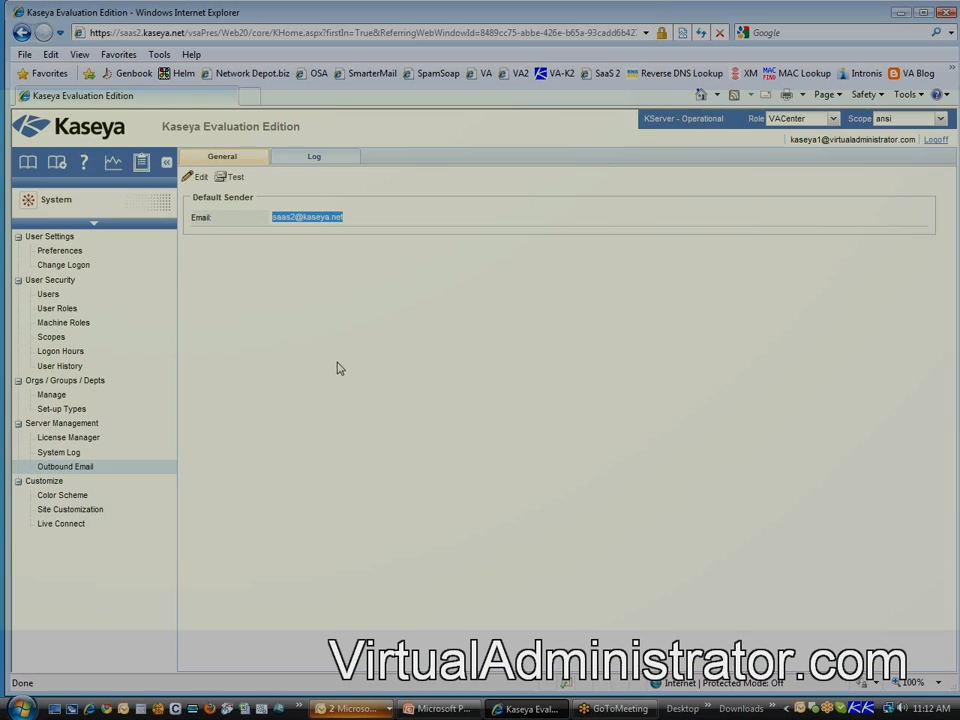 Kaseya Evaluation Edition - Windows Internet Explorer
https://saas2.kaseya.net/vsaPres/Web20/core/KHome.aspx?firstIn=True&ReferringWebWindowId=8489cc75-abbe-426e-b65a-93cadd6b427 Google
File Edit View Favorites Tools Help
Favorites Genbook Helm Network Depot.biz OSA SmarterMail SpamSoap VA VA2 VA-K2 SaaS 2 Reverse DNS Lookup XM MAC Lookup Intronis VA Blog
Kaseya Evaluation Edition Page Safety Tools
Kaseya Kaseya Evaluation Edition KServer - Operational Role VACenter Scope ansi
kaseya1@virtualadministrator.com Logoff
General Log
Edit Test
System
Default Sender
Email: saas2@kaseya.net
User Settings
Preferences
Change Logon
User Security
Users
User Roles
Machine Roles
Scopes
Logon Hours
User History
Orgs / Groups / Depts
Manage
Set-up Types
Server Management
License Manager
System Log
Outbound Email
Customize
Color Scheme
Site Customization
Live Connect
VirtualAdministrator.com
Done Internet | Protected Mode: Off 100%
2 Microso... Microsoft P... Kaseya Eval... GoToMeeting Desktop Downloads 11:12 AM